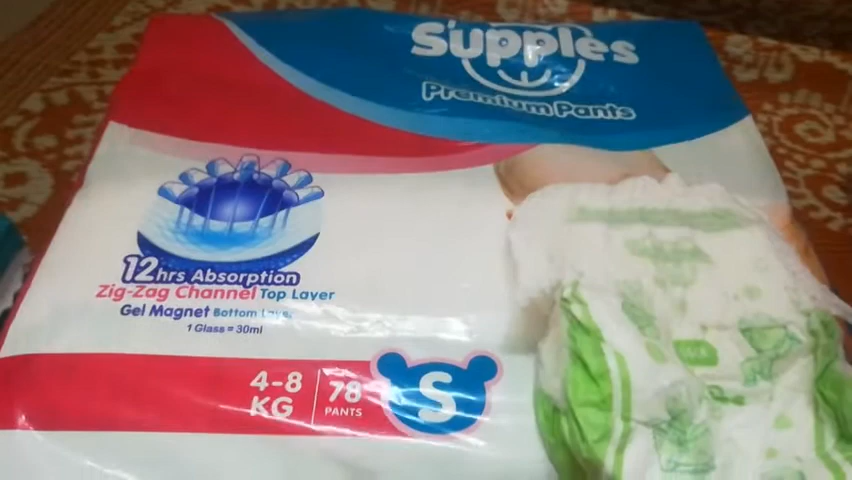 Supples
Premium Pants
12hrs Absorption
Zig-Zag Channel Top Layer
Gel Magnet Bottom Layer
1 Glass = 30ml
4-8
KG
78
PANTS
S